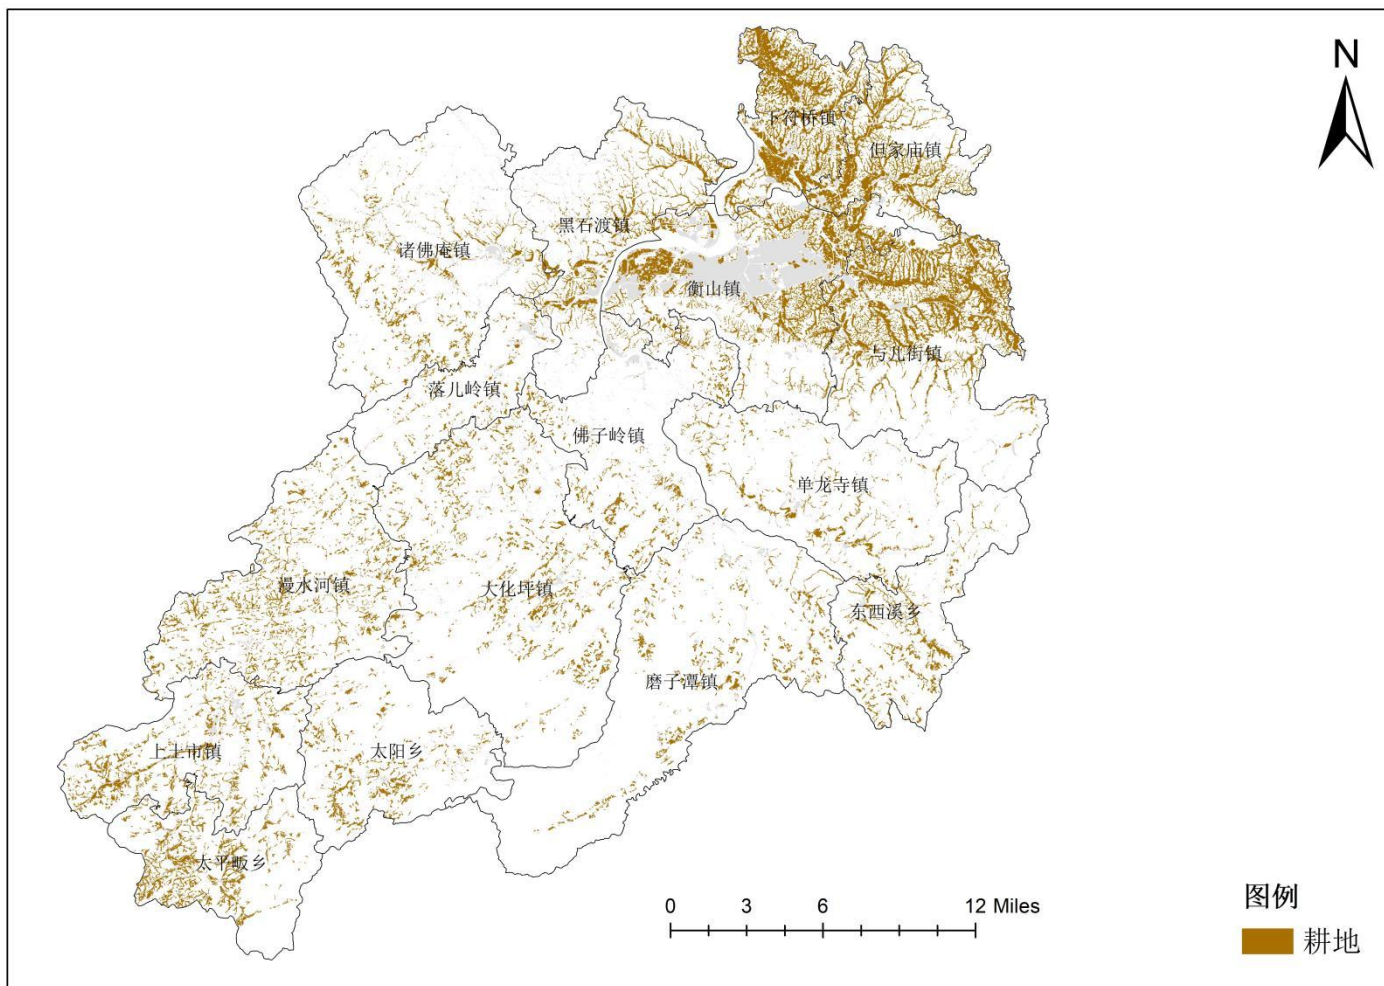 N
下符桥镇
但家庙镇
黑石渡镇
诸佛庵镇
衡山镇
与儿街镇
落儿岭镇
佛子岭镇
单龙寺镇
漫水河镇
大化坪镇
东西溪乡
磨子潭镇
上土市镇
太阳乡
太平畈乡
0 3 6 12 Miles
图例
耕地